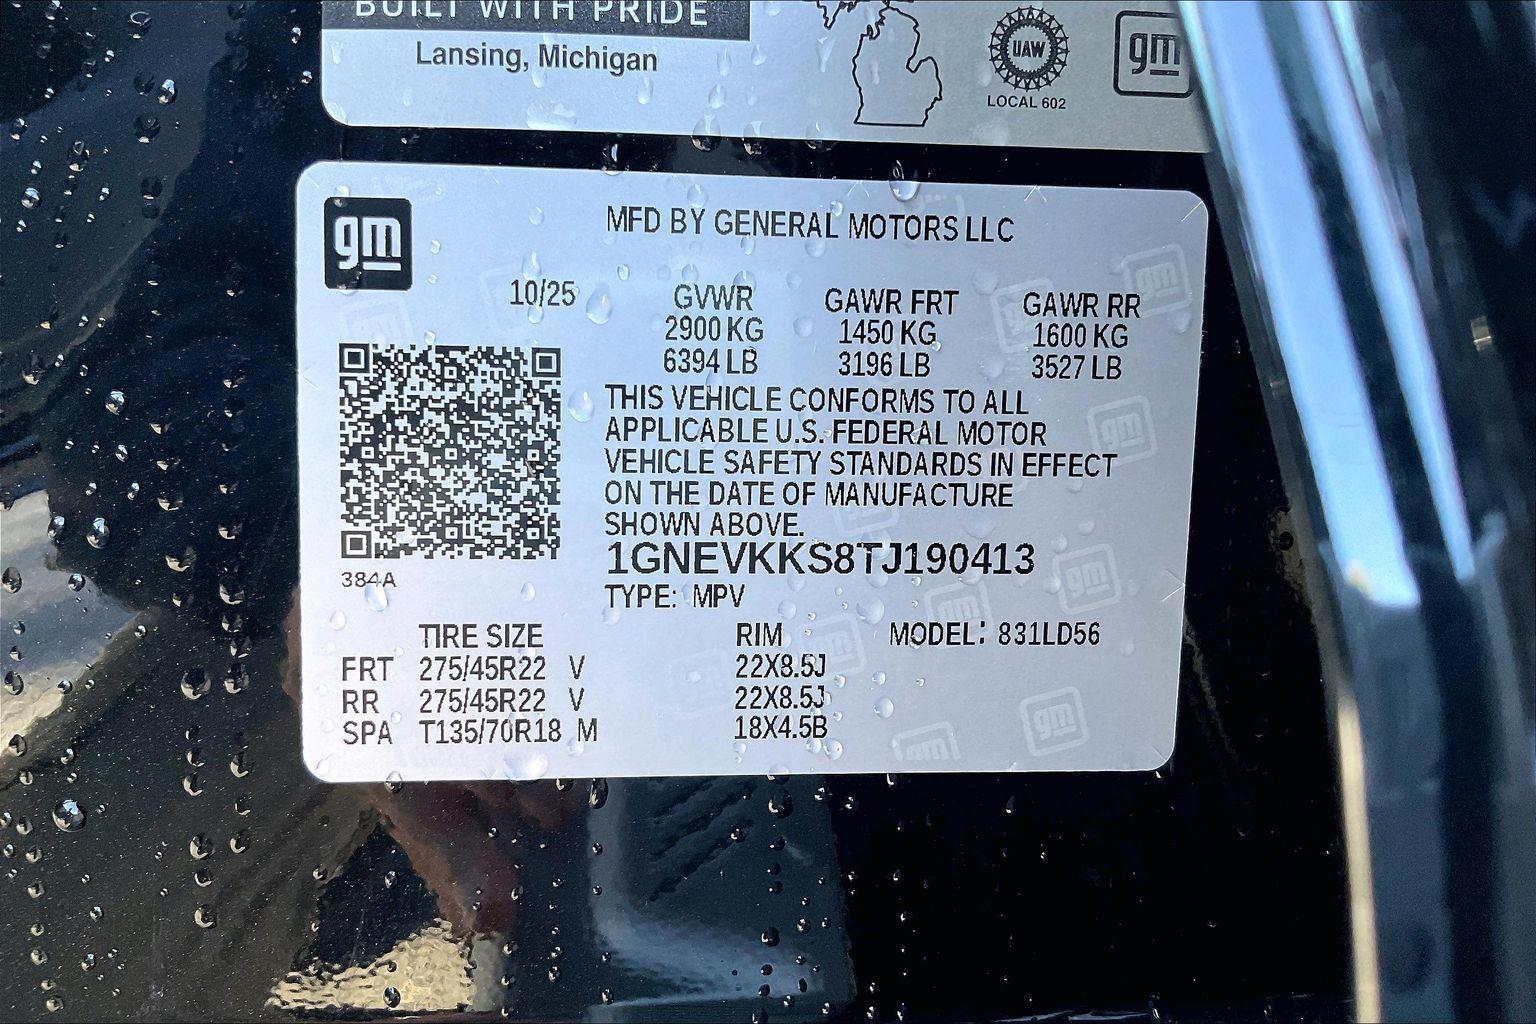 BUILT WITH PRIDE
Lansing, Michigan
UAW
LOCAL 602
gm
gm
MFD BY GENERAL MOTORS LLC
10/25
GVWR GAWR FRT GAWR RR
2900 KG 1450 KG 1600 KG
6394 LB 3196 LB 3527 LB
THIS VEHICLE CONFORMS TO ALL
APPLICABLE U.S. FEDERAL MOTOR
VEHICLE SAFETY STANDARDS IN EFFECT
ON THE DATE OF MANUFACTURE
SHOWN ABOVE.
1GNEVKKS8TJ190413
384A
TYPE: MPV
TIRE SIZE RIM MODEL: 831LD56
FRT 275/45R22 V 22X8.5J
RR 275/45R22 V 22X8.5J
SPA T135/70R18 M 18X4.5B